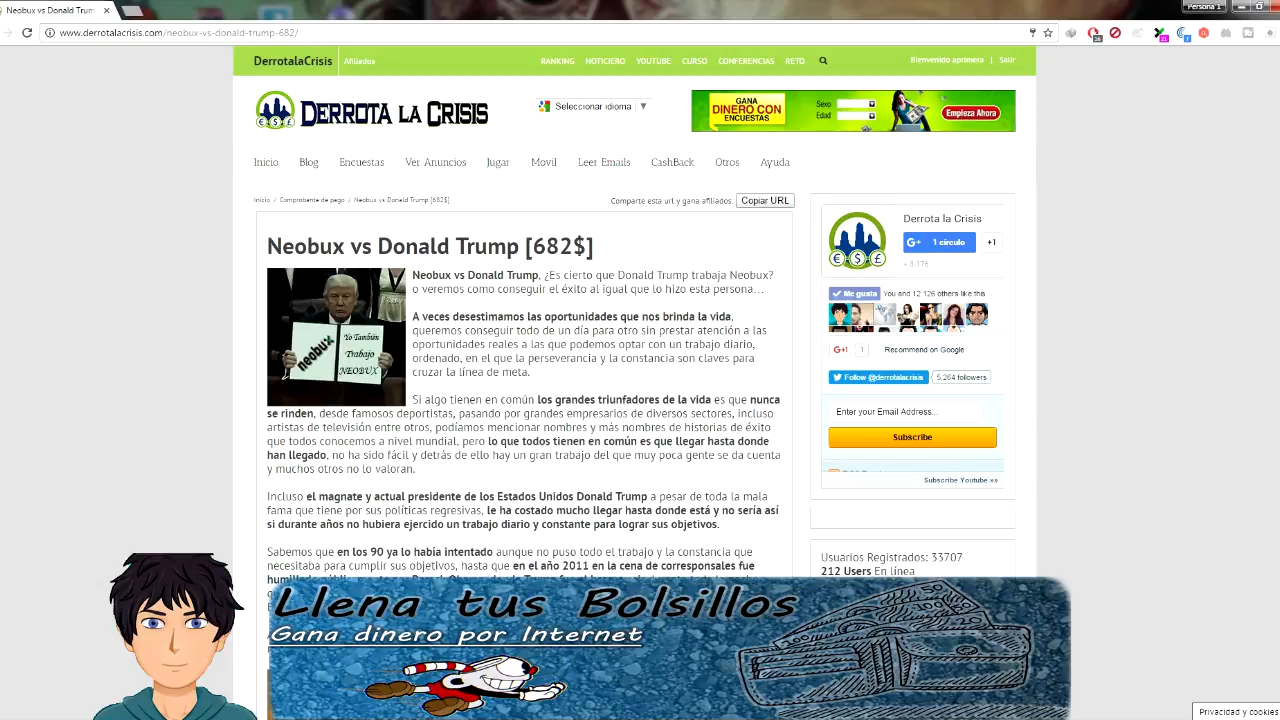 Neobux vs Donald Trum
Persona 1
www.derrotalacrisis.com/neobux-vs-donald-trump-682/
DerrotalaCrisis
Afiliados
RANKING
NOTICIERO
YOUTUBE
CURSO
CONFERENCIAS
RETO
Bienvenido aprimera | Salir
€ $ £
DERROTA LA CRISIS
Seleccionar idioma ▼
GANA
DINERO CON
ENCUESTAS
Sexo
Edad
Empieza Ahora
Inicio
Blog
Encuestas
Ver Anuncios
Jugar
Movil
Leer Emails
CashBack
Otros
Ayuda
Inicio / Comprobante de pago / Neobux vs Donald Trump [682$]
Comparte esta url y gana afiliados:
Copiar URL
Neobux vs Donald Trump [682$]
neobux
Yo También
Trabajo
NEOBUX
Neobux vs Donald Trump, ¿Es cierto que Donald Trump trabaja Neobux?
o veremos como conseguir el éxito al igual que lo hizo esta persona…
A veces desestimamos las oportunidades que nos brinda la vida,
queremos conseguir todo de un día para otro sin prestar atención a las
oportunidades reales a las que podemos optar con un trabajo diario,
ordenado, en el que la perseverancia y la constancia son claves para
cruzar la línea de meta.
Si algo tienen en común los grandes triunfadores de la vida es que nunca
se rinden, desde famosos deportistas, pasando por grandes empresarios de diversos sectores, incluso
artistas de televisión entre otros, podíamos mencionar nombres y más nombres de historias de éxito
que todos conocemos a nivel mundial, pero lo que todos tienen en común es que llegar hasta donde
han llegado, no ha sido fácil y detrás de ello hay un gran trabajo del que muy poca gente se da cuenta
y muchos otros no lo valoran.
Incluso el magnate y actual presidente de los Estados Unidos Donald Trump a pesar de toda la mala
fama que tiene por sus políticas regresivas, le ha costado mucho llegar hasta donde está y no sería así
si durante años no hubiera ejercido un trabajo diario y constante para lograr sus objetivos.
Sabemos que en los 90 ya lo había intentado aunque no puso todo el trabajo y la constancia que
necesitaba para cumplir sus objetivos, hasta que en el año 2011 en la cena de corresponsales fue
Derrota la Crisis
G+ 1 círculo
+1
+ 3.176
Me gusta
You and 12 126 others like this
G+1
1
Recommend on Google
Follow @derrotalacrisis
5,264 followers
Enter your Email Address...
Subscribe
Subscribe Youtube »»
Usuarios Registrados: 33707
212 Users En línea
Llena tus Bolsillos
Gana dinero por Internet
Privacidad y cookies